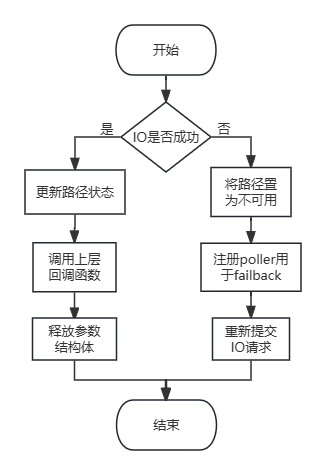 开始
IO是否成功
是
否
更新路径状态
将路径置
为不可用
调用上层
回调函数
注册poller用
于failback
释放参数
结构体
重新提交
IO请求
结束